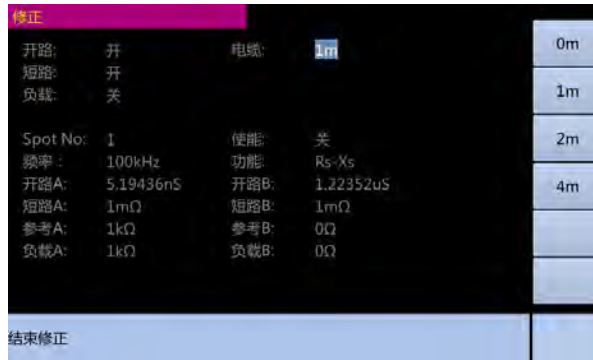 修正
开路: 开 电缆: 1m
短路: 开
负载: 关
Spot No: 1 使能: 关
频率 : 100kHz 功能: Rs-Xs
开路A: 5.19436nS 开路B: 1.22352uS
短路A: 1mΩ 短路B: 1mΩ
参考A: 1kΩ 参考B: 0Ω
负载A: 1kΩ 负载B: 0Ω
0m
1m
2m
4m
结束修正